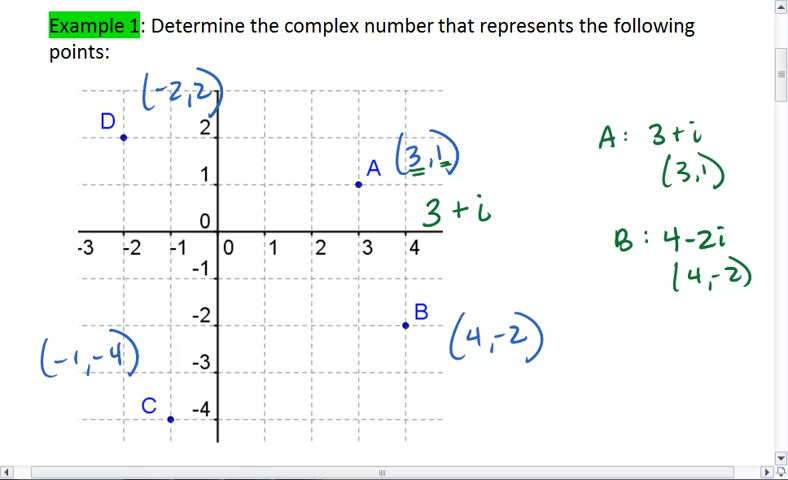 Example 1: Determine the complex number that represents the following
points:
(-2,2)
D
2
(3,1)
A: 3+i
A
(3,1)
1
3+i
0
B: 4-2i
-3 -2 -1 0 1 2 3 4
(4,-2)
-1
-2
B
(4,-2)
(-1,-4)
-3
C
-4